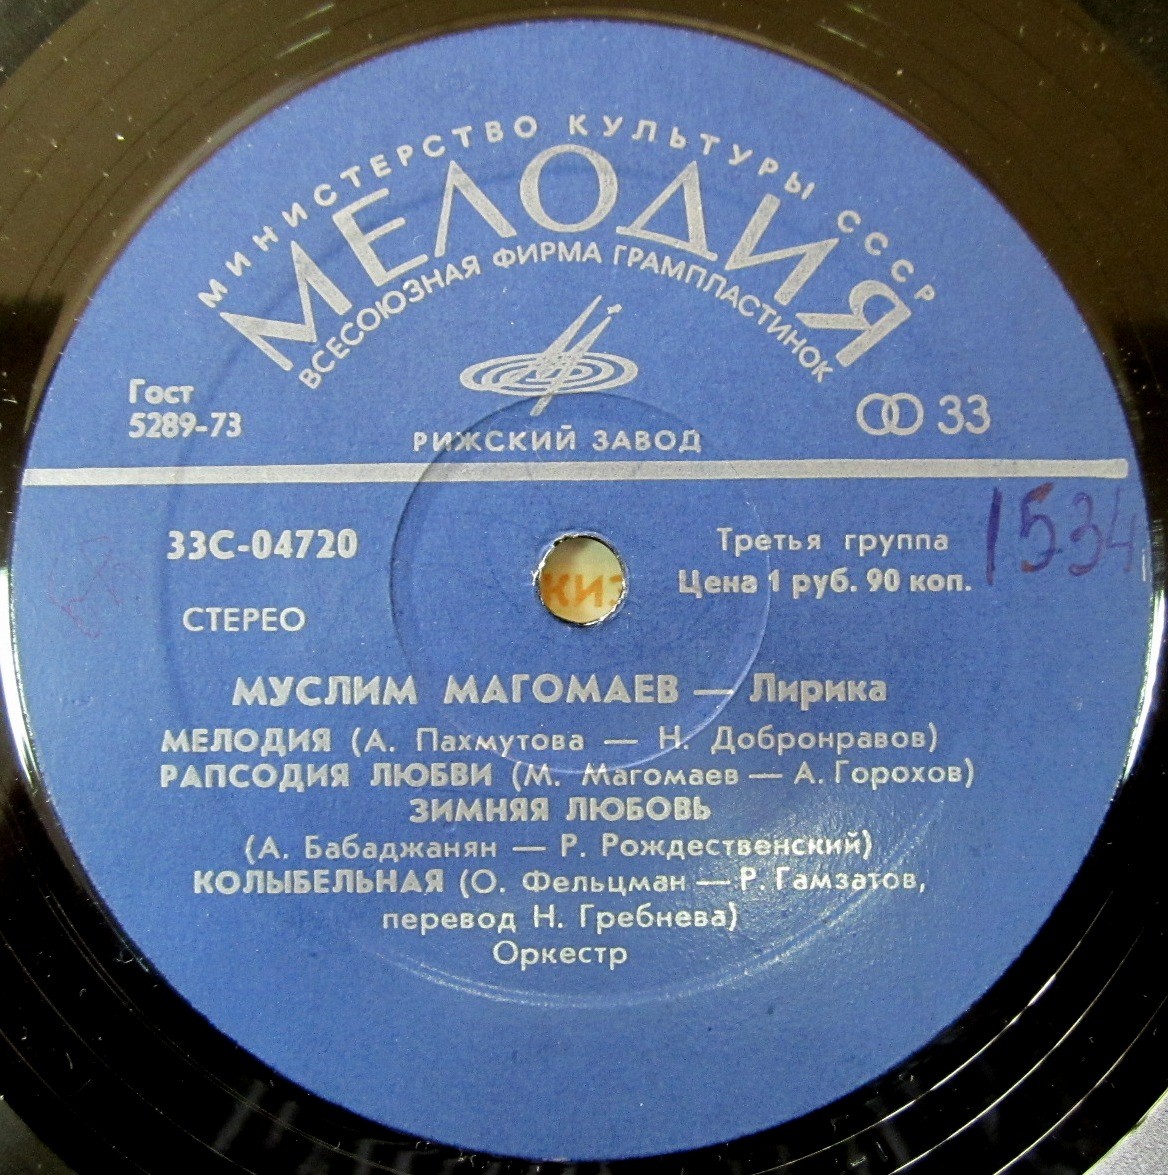 МИНИСТЕРСТВО КУЛЬТУРЫ СССР
МЕЛОДИЯ
ВСЕСОЮЗНАЯ ФИРМА ГРАМПЛАСТИНОК
Гост
5289-73
РИЖСКИЙ ЗАВОД
33
33С-04720
СТЕРЕО
Третья группа
Цена 1 руб. 90 коп.
1534
КИЗ
МУСЛИМ МАГОМАЕВ — Лирика
МЕЛОДИЯ (А. Пахмутова — Н. Добронравов)
РАПСОДИЯ ЛЮБВИ (М. Магомаев — А. Горохов)
ЗИМНЯЯ ЛЮБОВЬ
(А. Бабаджанян — Р. Рождественский)
КОЛЫБЕЛЬНАЯ (О. Фельцман — Р. Гамзатов,
перевод Н. Гребнева)
Оркестр